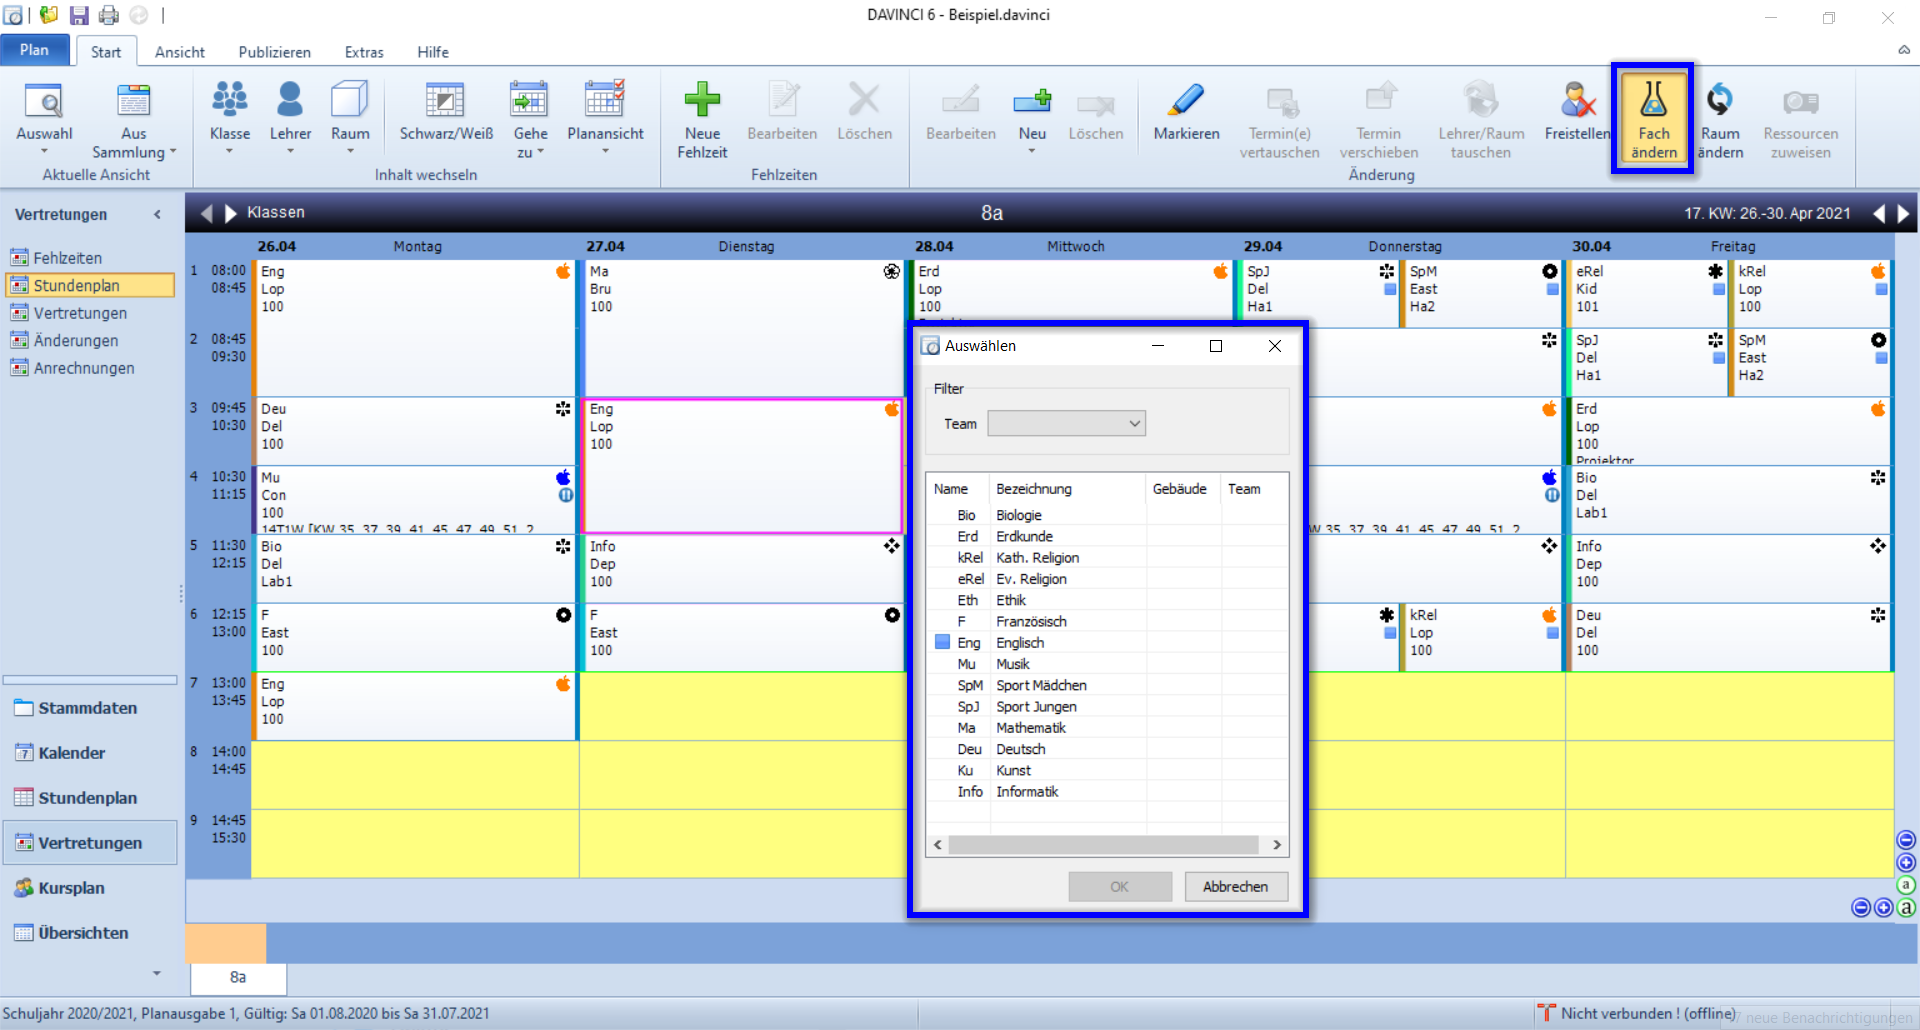 DAVINCI 6 - Beispiel.davinci
Plan
Start
Ansicht
Publizieren
Extras
Hilfe
Auswahl
Aus
Sammlung
Aktuelle Ansicht
Klasse
Lehrer
Raum
Schwarz/Weiß
Gehe
zu
Planansicht
Inhalt wechseln
Neue
Fehlzeit
Bearbeiten
Löschen
Fehlzeiten
Bearbeiten
Neu
Löschen
Markieren
Termin(e)
vertauschen
Termin
verschieben
Lehrer/Raum
tauschen
Freistellen
Fach
ändern
Raum
ändern
Ressourcen
zuweisen
Änderung
Vertretungen
Fehlzeiten
Stundenplan
Vertretungen
Änderungen
Anrechnungen
Stammdaten
Kalender
Stundenplan
Vertretungen
Kursplan
Übersichten
Klassen
8a
17. KW: 26.-30. Apr 2021
26.04 Montag
27.04 Dienstag
28.04 Mittwoch
29.04 Donnerstag
30.04 Freitag
1 08:00
08:45
Eng
Lop
100
Ma
Bru
100
Erd
Lop
100
SpJ
Del
Ha1
SpM
East
Ha2
eRel
Kid
101
kRel
Lop
100
2 08:45
09:30
SpJ
Del
Ha1
SpM
East
Ha2
3 09:45
10:30
Deu
Del
100
Eng
Lop
100
Erd
Lop
100
Projektor
4 10:30
11:15
Mu
Con
100
14T1W [KW 35, 37, 39, 41, 45, 47, 49, 51, 2
W 35, 37, 39, 41, 45, 47, 49, 51, 2
Bio
Del
Lab1
5 11:30
12:15
Bio
Del
Lab1
Info
Dep
100
Info
Dep
100
6 12:15
13:00
F
East
100
F
East
100
kRel
Lop
100
Deu
Del
100
7 13:00
13:45
Eng
Lop
100
8 14:00
14:45
9 14:45
15:30
Auswählen
Filter
Team
Name Bezeichnung Gebäude Team
Bio Biologie
Erd Erdkunde
kRel Kath. Religion
eRel Ev. Religion
Eth Ethik
F Französisch
Eng Englisch
Mu Musik
SpM Sport Mädchen
SpJ Sport Jungen
Ma Mathematik
Deu Deutsch
Ku Kunst
Info Informatik
OK
Abbrechen
a
a
8a
Schuljahr 2020/2021, Planausgabe 1, Gültig: Sa 01.08.2020 bis Sa 31.07.2021
Nicht verbunden ! (offline)
7 neue Benachrichtigungen